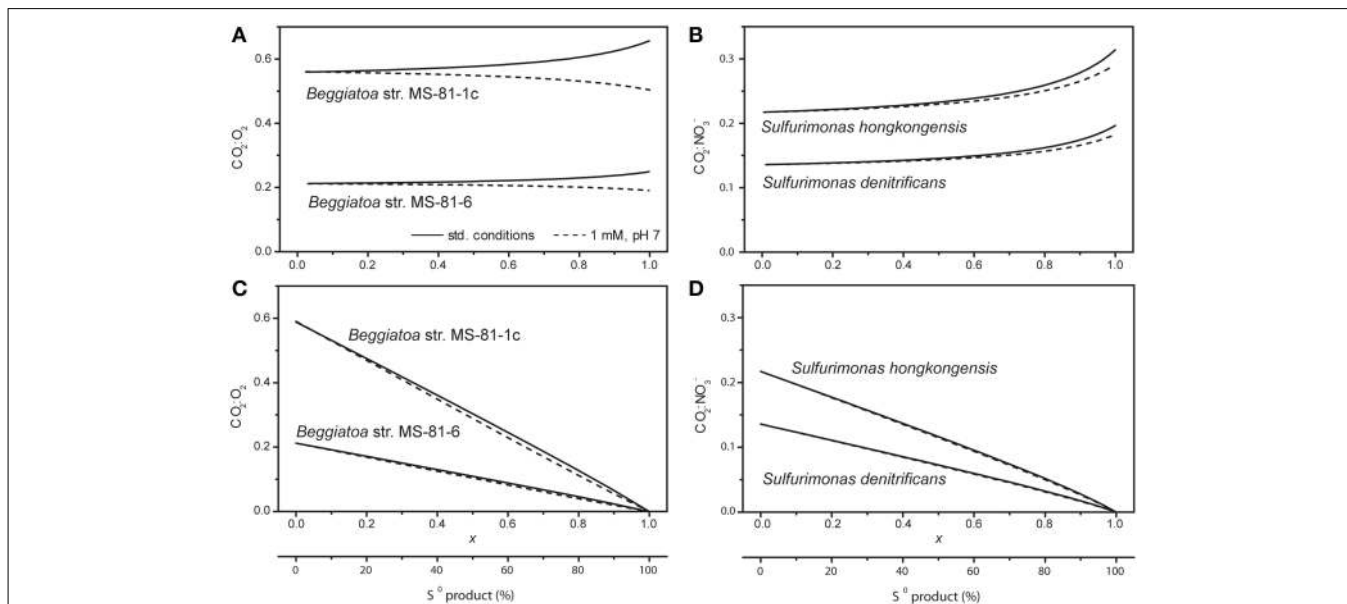 A
0.6
0.4
0.2
0.0
CO₂:O₂
Beggiatoa str. MS-81-1c
Beggiatoa str. MS-81-6
std. conditions
1 mM, pH 7
0.0 0.2 0.4 0.6 0.8 1.0
B
0.3
0.2
0.1
0.0
CO₂:NO₃⁻
Sulfurimonas hongkongensis
Sulfurimonas denitrificans
0.0 0.2 0.4 0.6 0.8 1.0
C
0.6
0.4
0.2
0.0
CO₂:O₂
Beggiatoa str. MS-81-1c
Beggiatoa str. MS-81-6
0.0 0.2 0.4 0.6 0.8 1.0
x
0 20 40 60 80 100
S⁰ product (%)
D
0.3
0.2
0.1
0.0
CO₂:NO₃⁻
Sulfurimonas hongkongensis
Sulfurimonas denitrificans
0.0 0.2 0.4 0.6 0.8 1.0
x
0 20 40 60 80 100
S⁰ product (%)